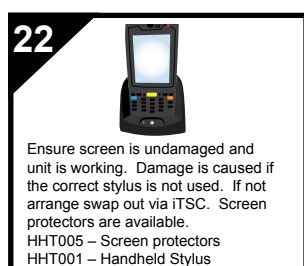 22
Ensure screen is undamaged and
unit is working.  Damage is caused if
the correct stylus is not used.  If not
arrange swap out via iTSC.  Screen
protectors are available.
HHT005 – Screen protectors
HHT001 – Handheld Stylus